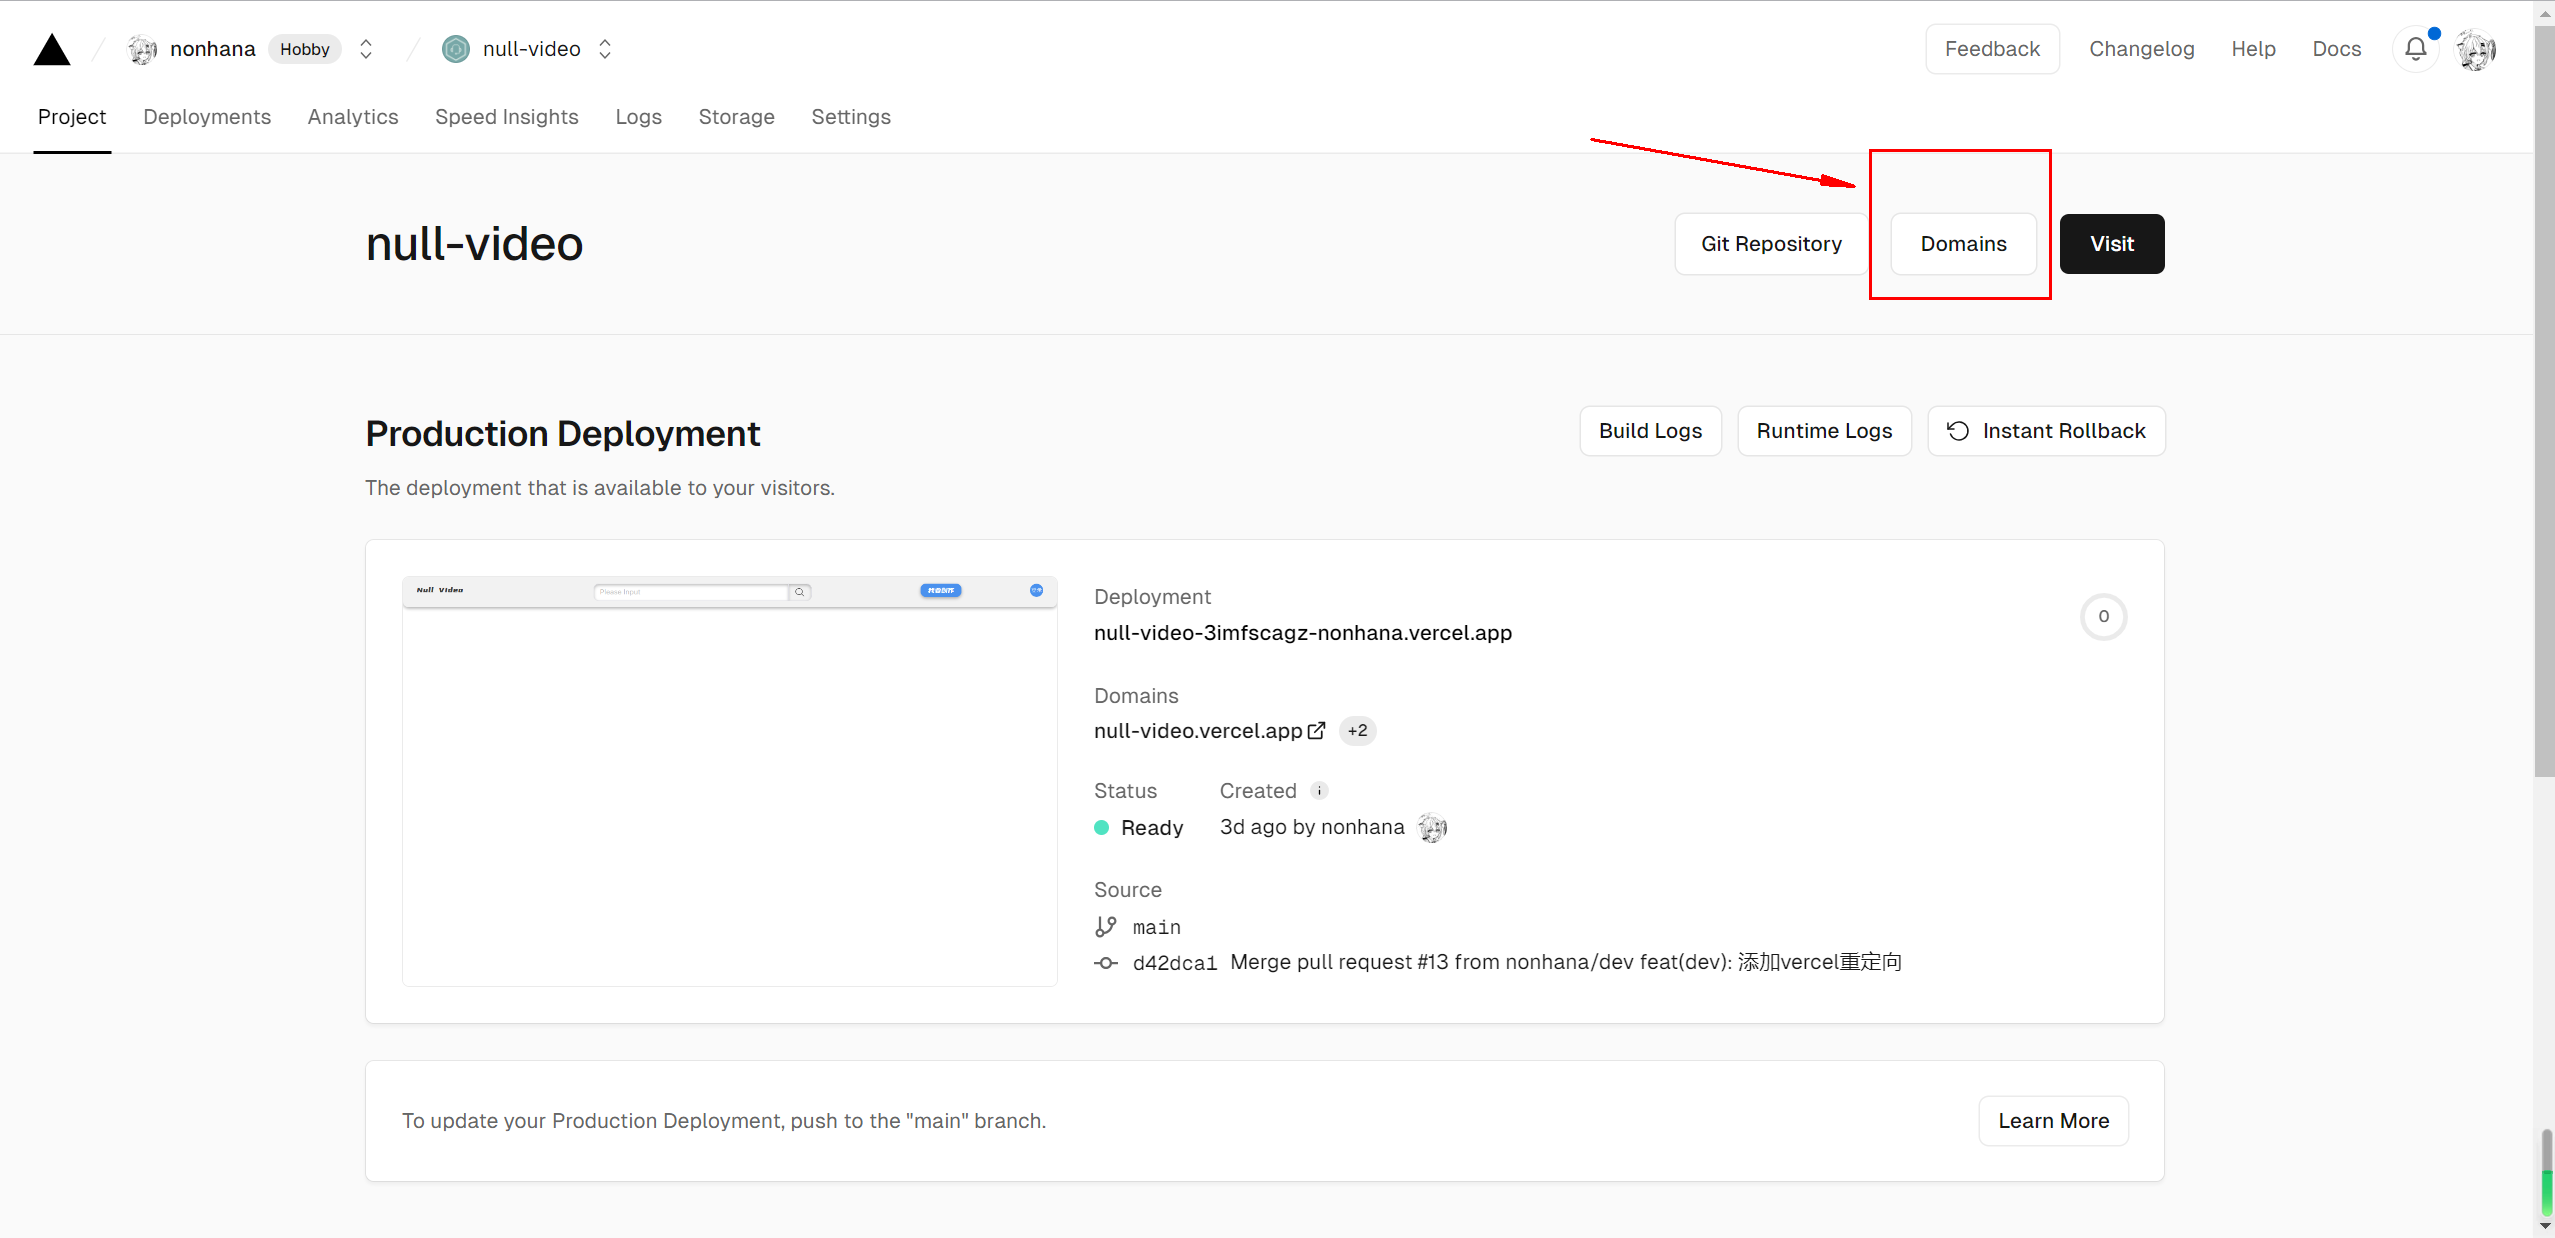 nonhana Hobby null-video Feedback Changelog Help Docs
Project Deployments Analytics Speed Insights Logs Storage Settings
null-video Git Repository Domains Visit
Production Deployment Build Logs Runtime Logs Instant Rollback
The deployment that is available to your visitors.
Null Video Please Input
Deployment
null-video-3imfscagz-nonhana.vercel.app
0
Domains
null-video.vercel.app +2
Status Created
Ready 3d ago by nonhana
Source
main
d42dca1 Merge pull request #13 from nonhana/dev feat(dev): 添加vercel重定向
To update your Production Deployment, push to the "main" branch. Learn More